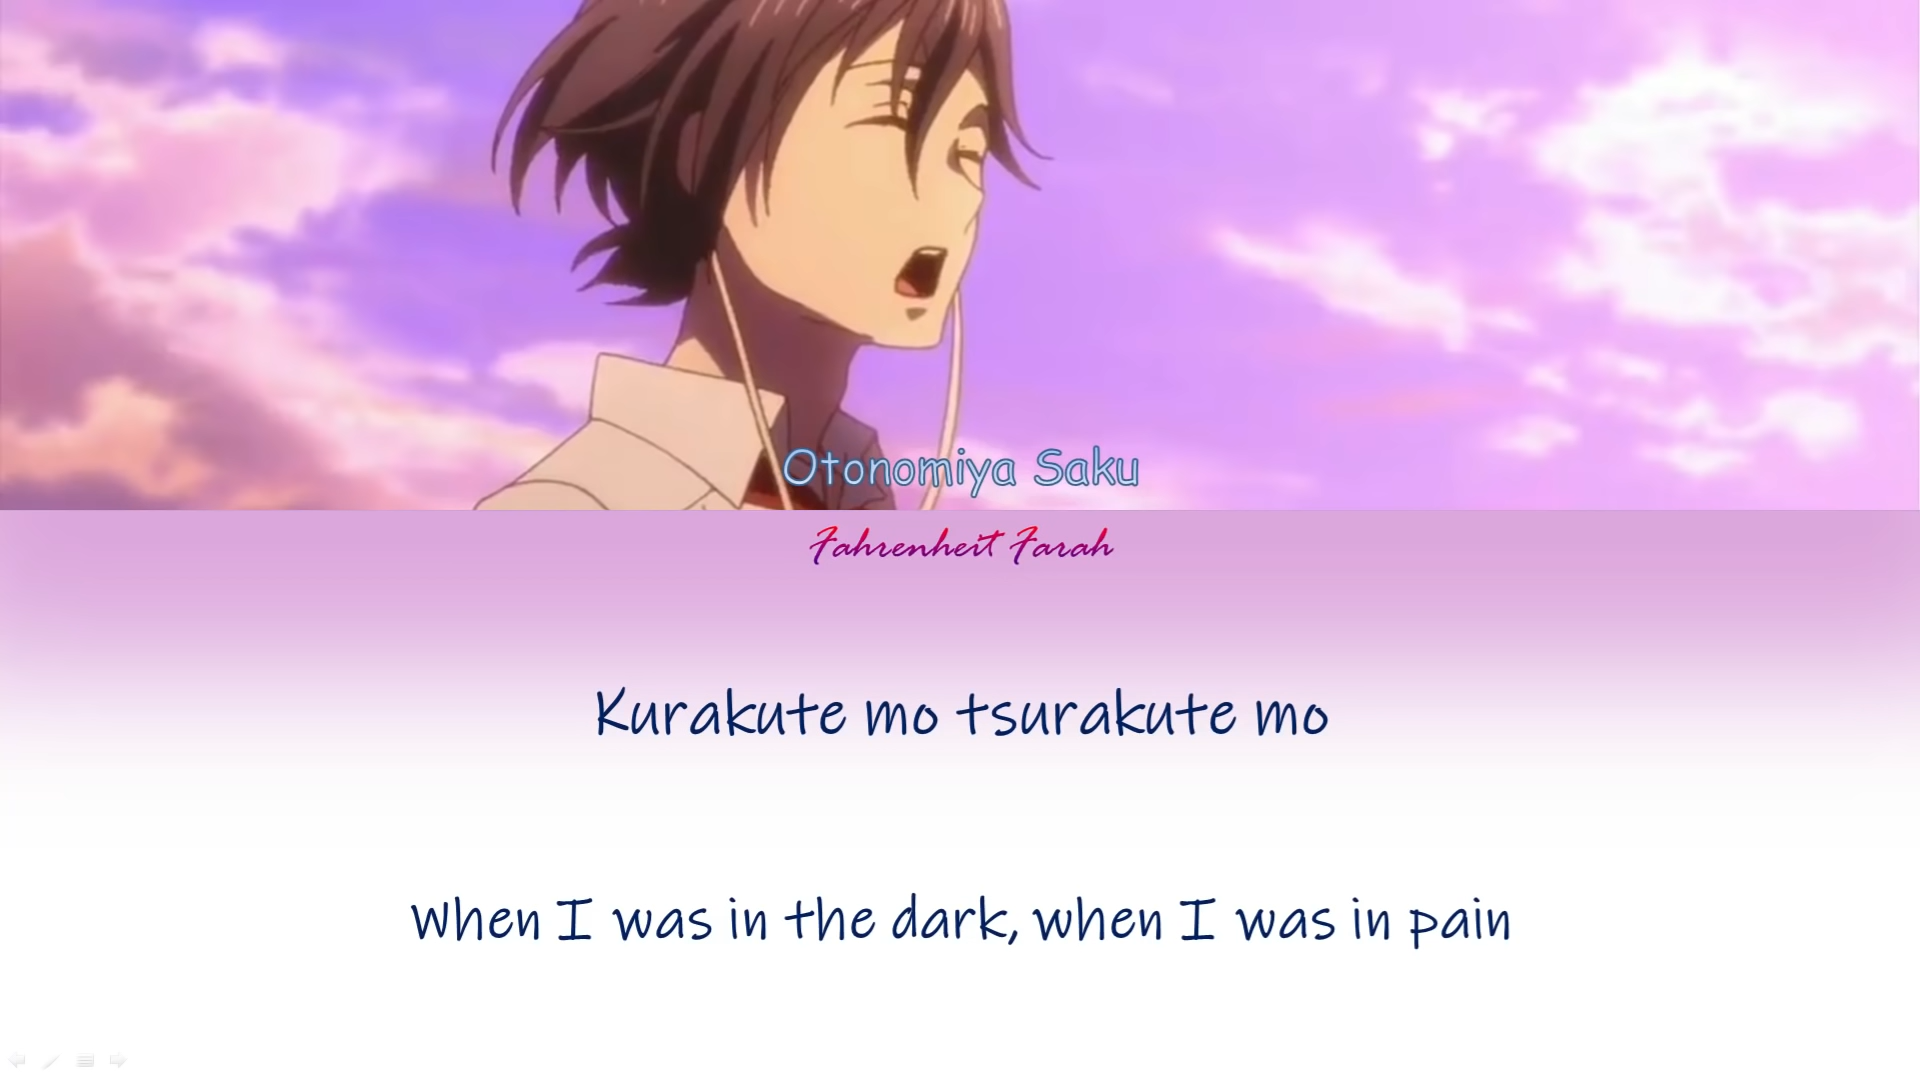 Otonomiya Saku
Fahrenheit Farah
Kurakute mo tsurakute mo
When I was in the dark, when I was in pain